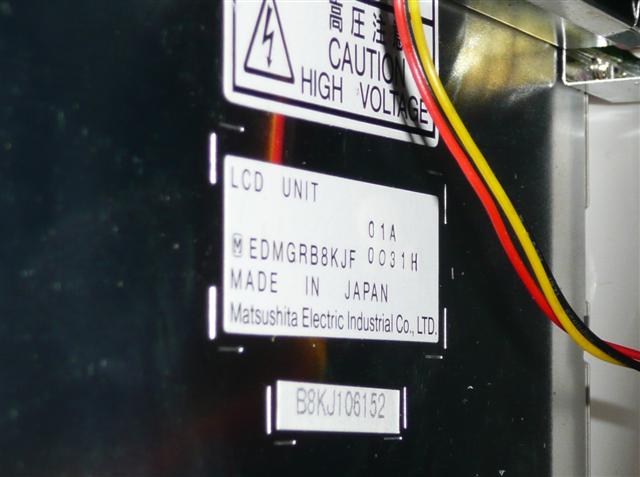 高圧注意
CAUTION
HIGH VOLTAGE
LCD UNIT
01A
M EDMGRB8KJF 0031H
MADE IN JAPAN
Matsushita Electric Industrial Co., LTD.
B8KJ106152